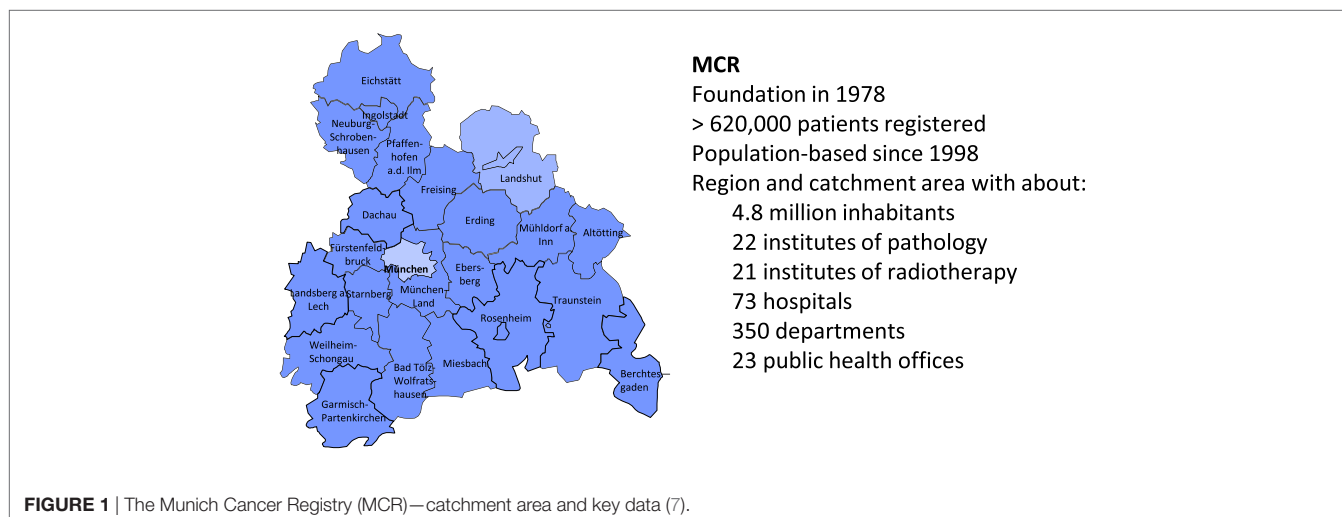 Eichstätt
Ingolstadt
Neuburg-
Schroben-
hausen
Pfaffen-
hofen
a.d. Ilm
Landshut
Freising
Dachau
Erding
Mühldorf a.
Inn
Altötting
Fürstenfeld-
bruck
München
Ebers-
berg
Landsberg a.
Lech
Starnberg
München-
Land
Traunstein
Rosenheim
Weilheim-
Schongau
Bad Tölz-
Wolfrats-
hausen
Miesbach
Berchtes-
gaden
Garmisch-
Partenkirchen
MCR
Foundation in 1978
> 620,000 patients registered
Population-based since 1998
Region and catchment area with about:
4.8 million inhabitants
22 institutes of pathology
21 institutes of radiotherapy
73 hospitals
350 departments
23 public health offices
FIGURE 1 | The Munich Cancer Registry (MCR)—catchment area and key data (7).